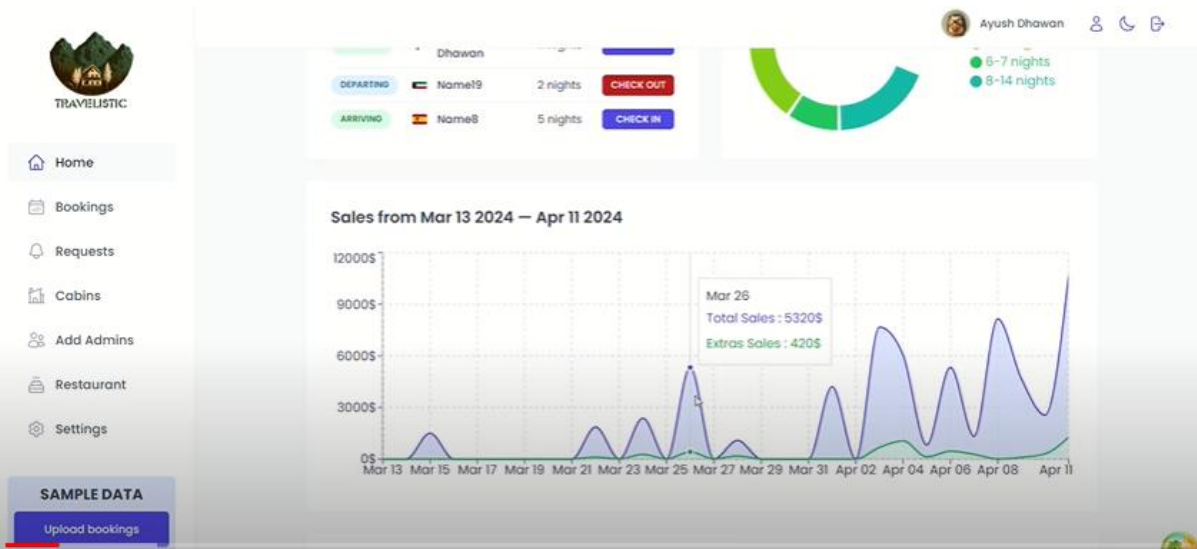 Ayush Dhawan
TRAVELISTIC
Home
Bookings
Requests
Cabins
Add Admins
Restaurant
Settings
SAMPLE DATA
Upload bookings
Dhawan
DEPARTING Name19 2 nights CHECK OUT
ARRIVING Name8 5 nights CHECK IN
6-7 nights
8-14 nights
Sales from Mar 13 2024 — Apr 11 2024
12000$
9000$
6000$
3000$
0$
Mar 26
Total Sales : 5320$
Extras Sales : 420$
Mar 13 Mar 15 Mar 17 Mar 19 Mar 21 Mar 23 Mar 25 Mar 27 Mar 29 Mar 31 Apr 02 Apr 04 Apr 06 Apr 08 Apr 11